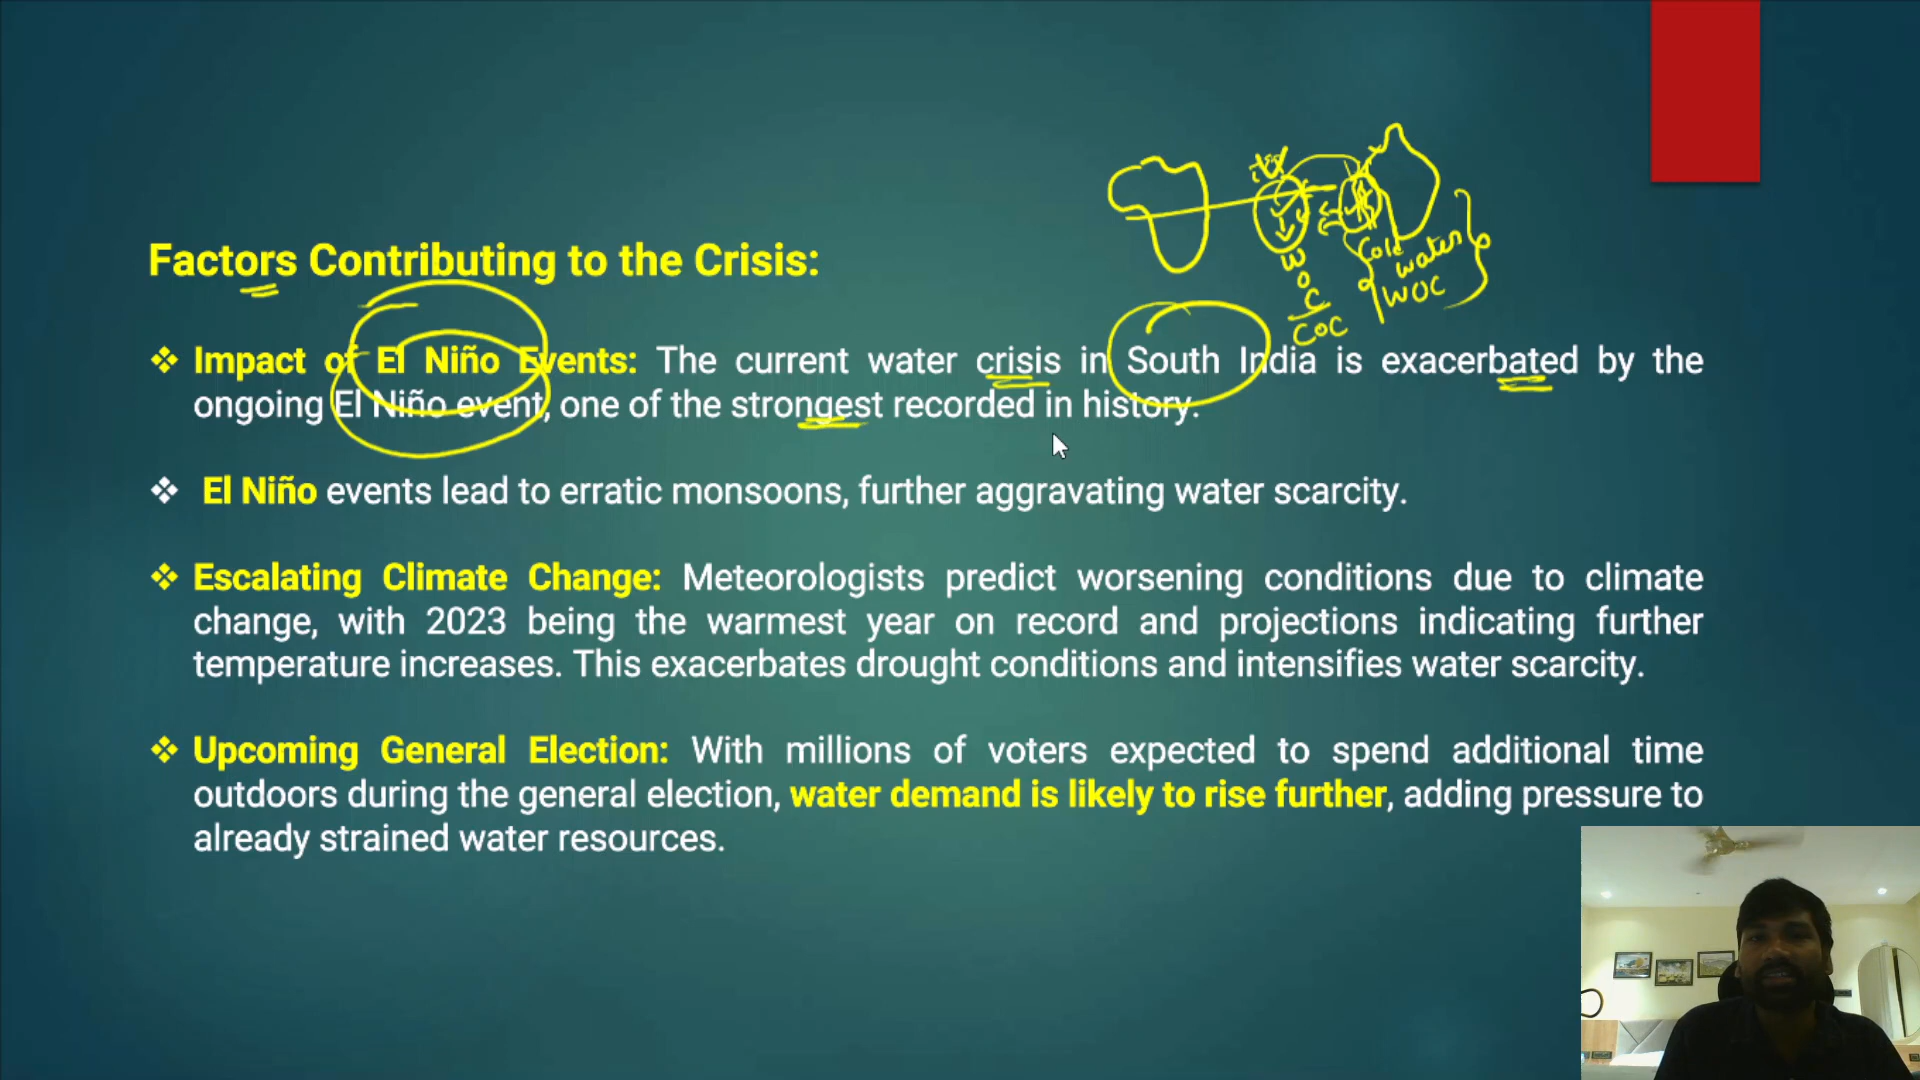 WOC
COC
Cold
water
WOC
Factors Contributing to the Crisis:
❖ Impact of El Niño Events: The current water crisis in South India is exacerbated by the
ongoing El Niño event, one of the strongest recorded in history.
❖ El Niño events lead to erratic monsoons, further aggravating water scarcity.
❖ Escalating Climate Change: Meteorologists predict worsening conditions due to climate
change, with 2023 being the warmest year on record and projections indicating further
temperature increases. This exacerbates drought conditions and intensifies water scarcity.
❖ Upcoming General Election: With millions of voters expected to spend additional time
outdoors during the general election, water demand is likely to rise further, adding pressure to
already strained water resources.